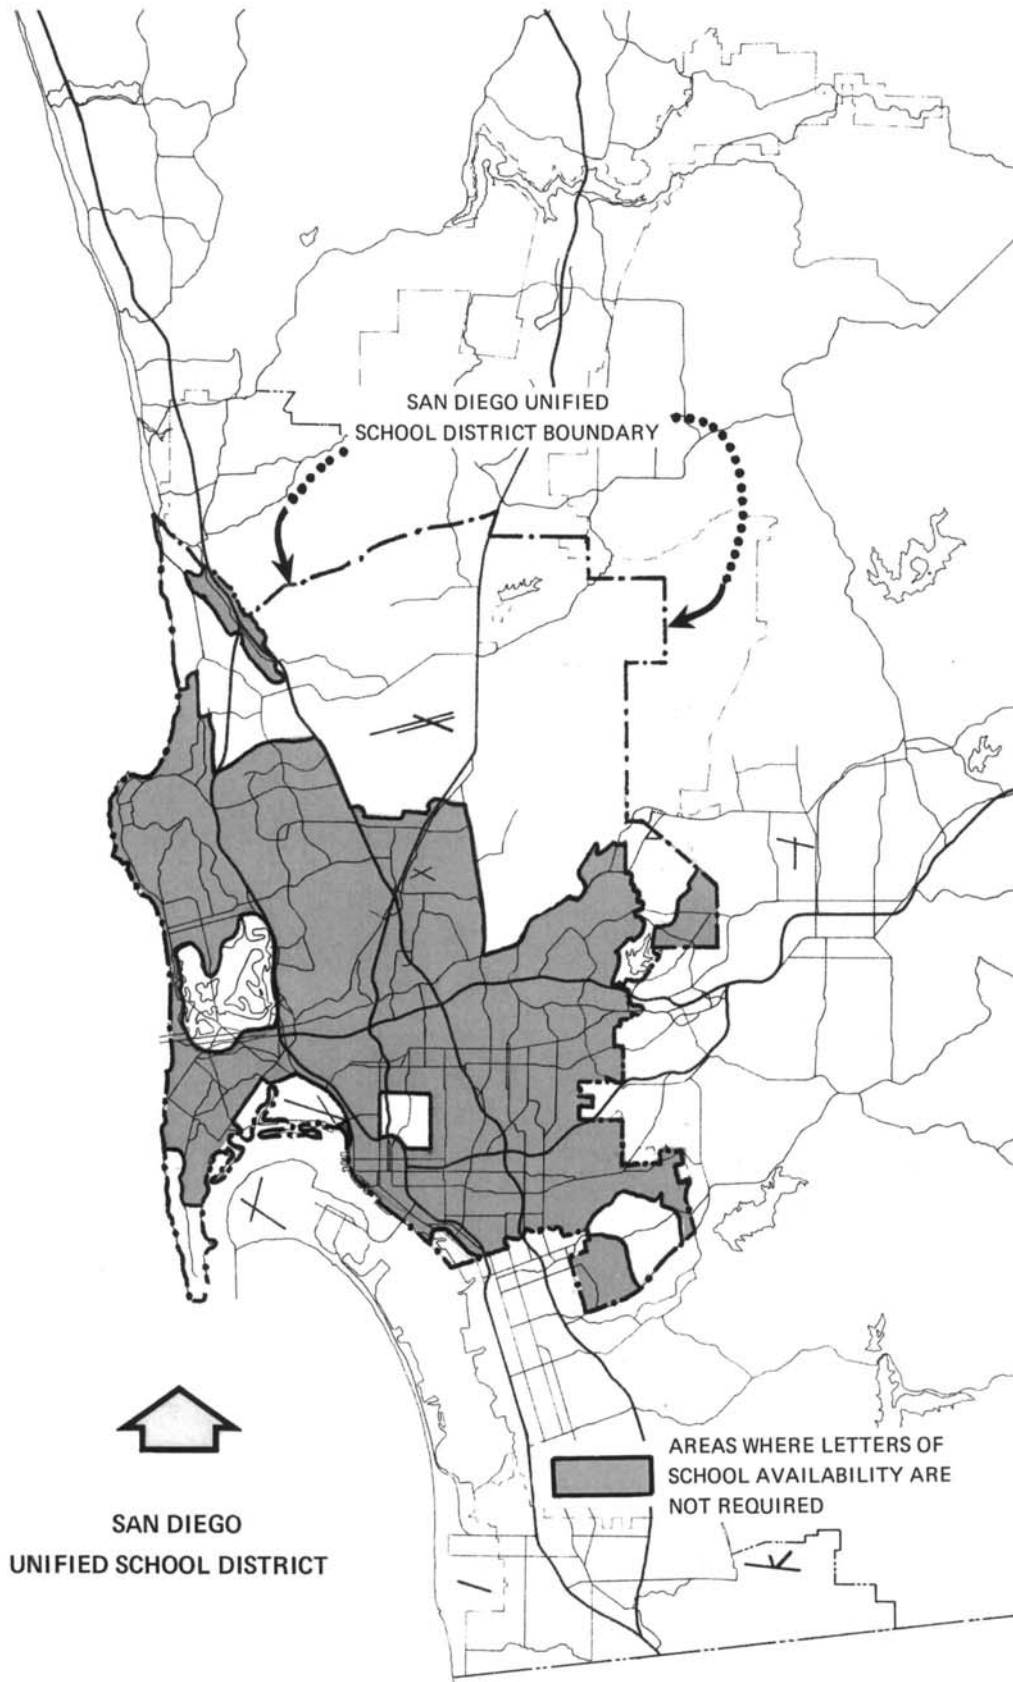 SAN DIEGO UNIFIED
SCHOOL DISTRICT BOUNDARY
AREAS WHERE LETTERS OF
SCHOOL AVAILABILITY ARE
NOT REQUIRED
SAN DIEGO
UNIFIED SCHOOL DISTRICT